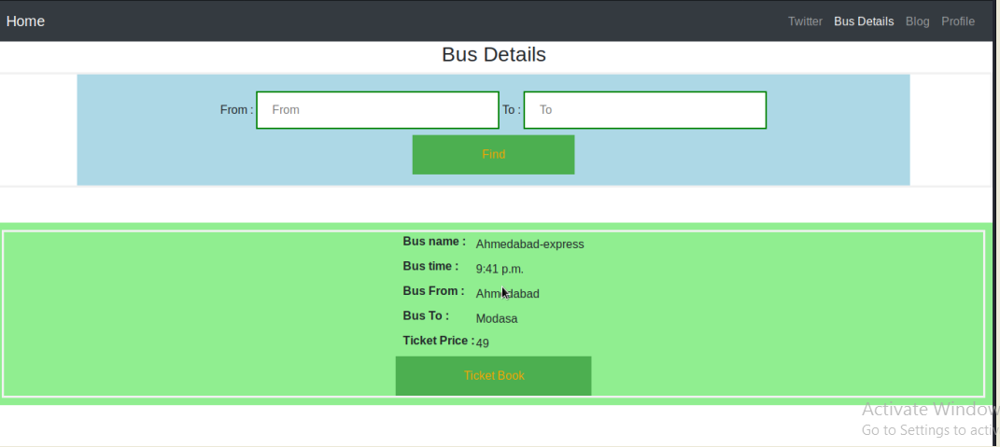 Home Twitter Bus Details Blog Profile
Bus Details
From : From To : To
Find
Bus name : Ahmedabad-express
Bus time : 9:41 p.m.
Bus From : Ahmedabad
Bus To : Modasa
Ticket Price : 49
Ticket Book
Activate Window
Go to Settings to activ